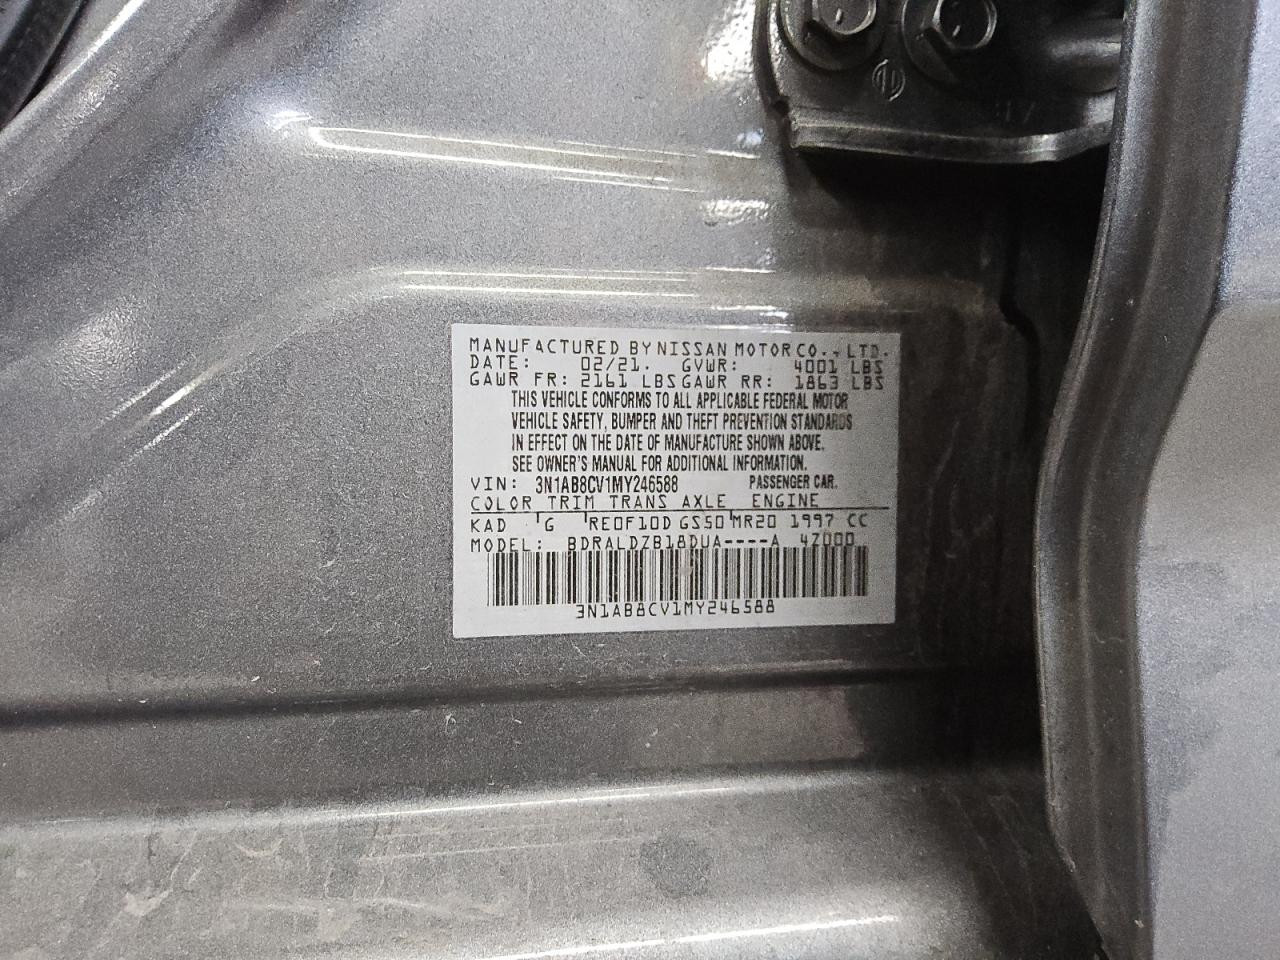 MANUFACTURED BY NISSAN MOTOR CO., LTD.
DATE: 02/21. GVWR: 4001 LBS
GAWR FR: 2161 LBS GAWR RR: 1863 LBS
THIS VEHICLE CONFORMS TO ALL APPLICABLE FEDERAL MOTOR
VEHICLE SAFETY, BUMPER AND THEFT PREVENTION STANDARDS
IN EFFECT ON THE DATE OF MANUFACTURE SHOWN ABOVE.
SEE OWNER'S MANUAL FOR ADDITIONAL INFORMATION.
VIN: 3N1AB8CV1MY246588 PASSENGER CAR.
COLOR TRIM TRANS AXLE ENGINE
KAD G RE0F10D GS50 MR20 1997 CC
MODEL: BDRALDZB18DUA----A 4Z000
3N1AB8CV1MY246588